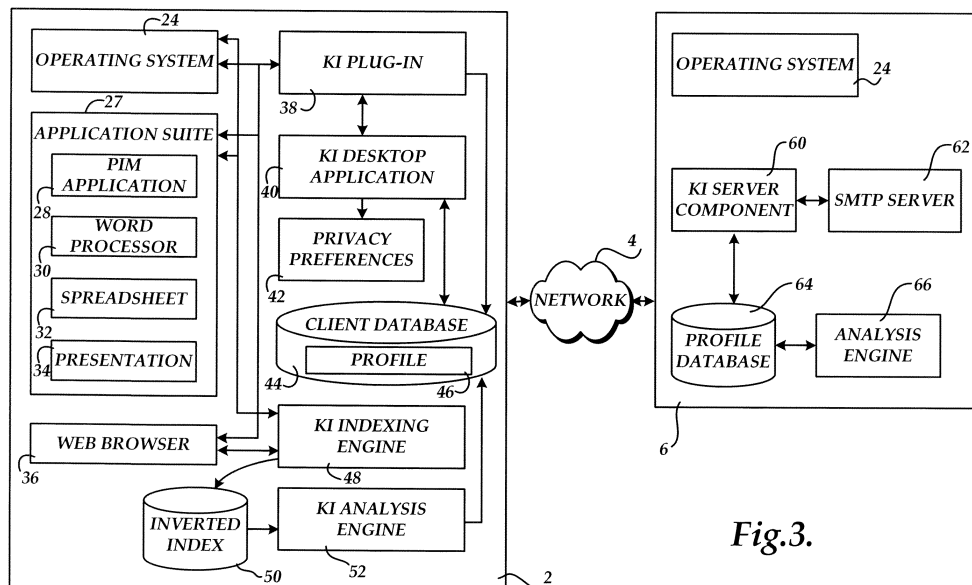 24
OPERATING SYSTEM
27
APPLICATION SUITE
PIM
APPLICATION
28
WORD
PROCESSOR
30
SPREADSHEET
32
PRESENTATION
34
WEB BROWSER
36
KI PLUG-IN
38
KI DESKTOP
APPLICATION
40
PRIVACY
PREFERENCES
42
CLIENT DATABASE
PROFILE
44
46
KI INDEXING
ENGINE
48
INVERTED
INDEX
50
KI ANALYSIS
ENGINE
52
2
4
NETWORK
OPERATING SYSTEM
24
60
KI SERVER
COMPONENT
62
SMTP SERVER
64
PROFILE
DATABASE
66
ANALYSIS
ENGINE
6
Fig.3.